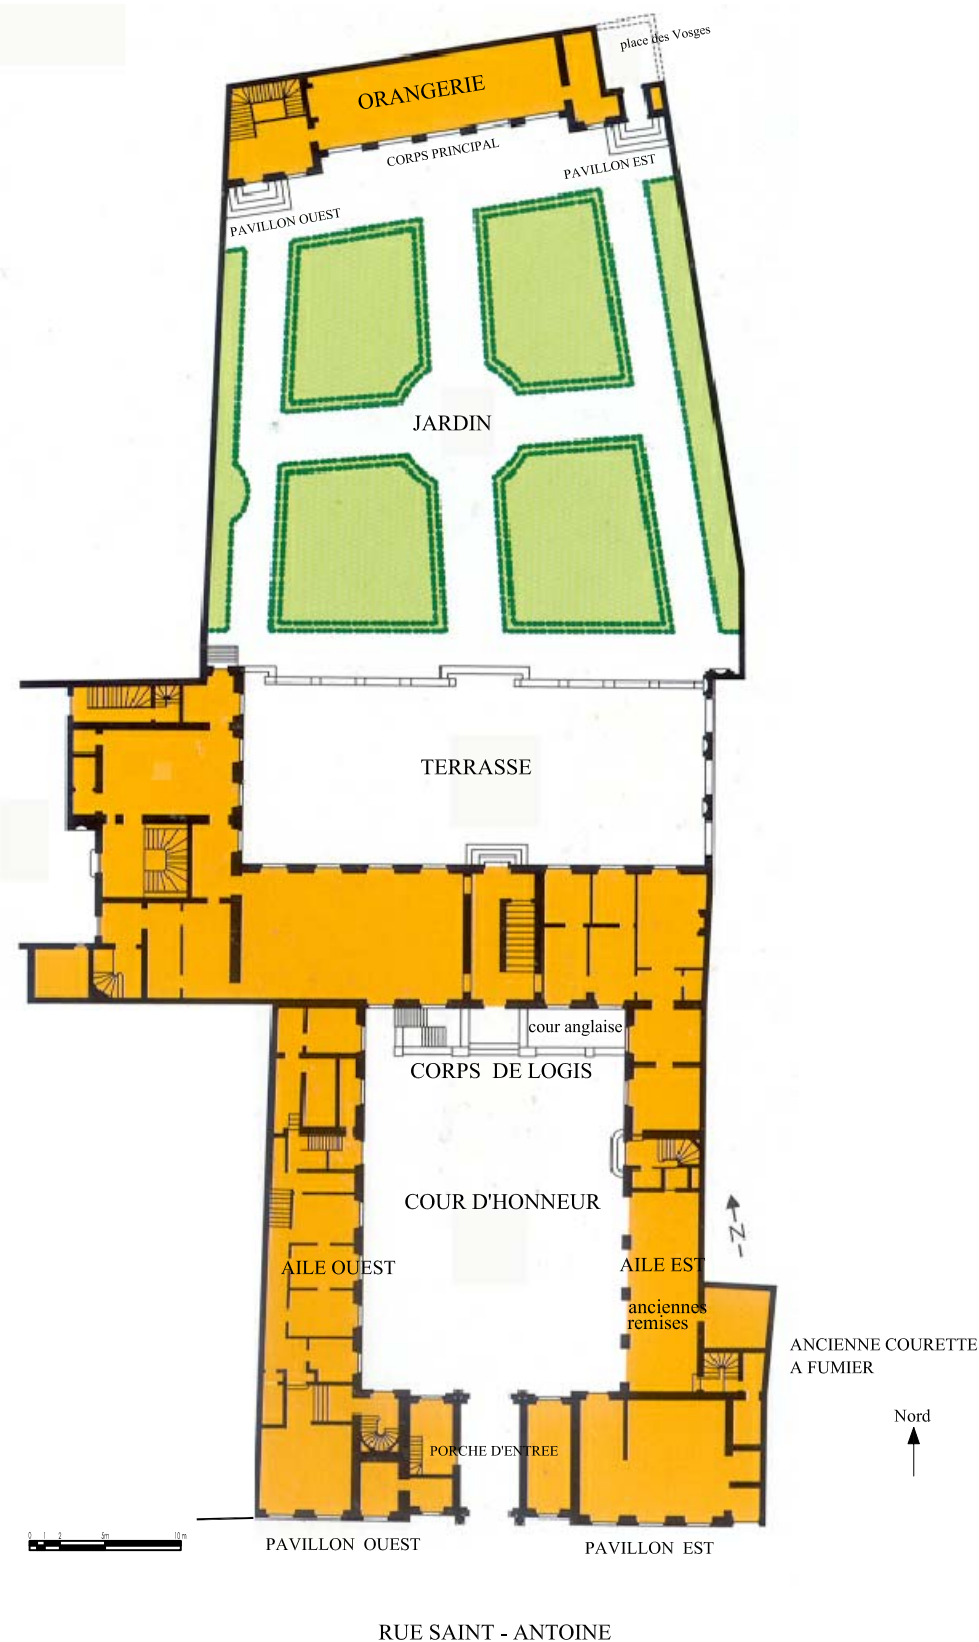 place des Vosges
ORANGERIE
CORPS PRINCIPAL
PAVILLON EST
PAVILLON OUEST
JARDIN
TERRASSE
cour anglaise
CORPS DE LOGIS
COUR D'HONNEUR
N
AILE OUEST
AILE EST
anciennes
remises
ANCIENNE COURETTE
A FUMIER
Nord
PORCHE D'ENTREE
0 1 2 5m 10 m
PAVILLON OUEST
PAVILLON EST
RUE SAINT - ANTOINE